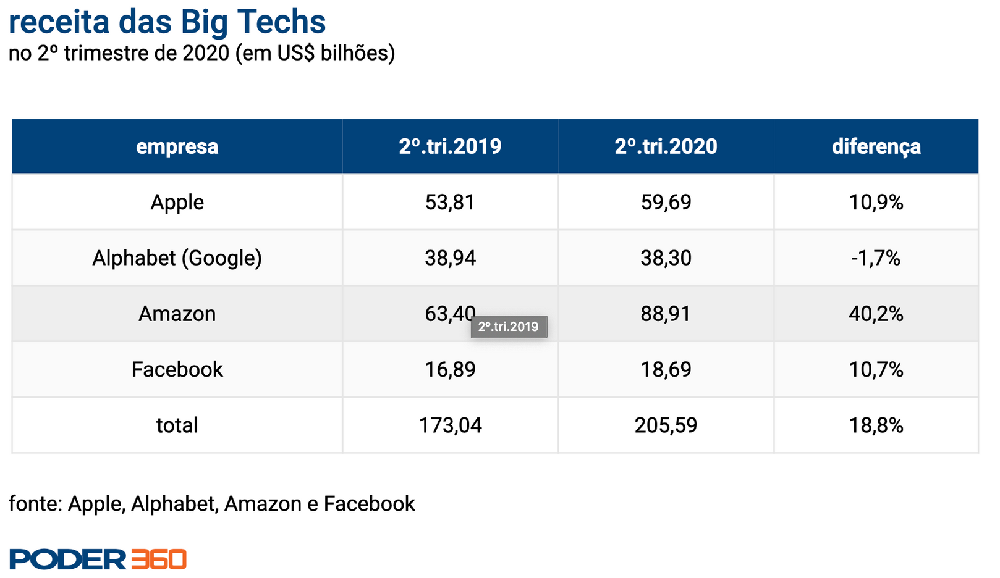 receita das Big Techs
no 2º trimestre de 2020 (em US$ bilhões)
empresa 2º.tri.2019 2º.tri.2020 diferença
Apple 53,81 59,69 10,9%
Alphabet (Google) 38,94 38,30 -1,7%
Amazon 63,40 88,91 40,2%
2º.tri.2019
Facebook 16,89 18,69 10,7%
total 173,04 205,59 18,8%
fonte: Apple, Alphabet, Amazon e Facebook
PODER 360